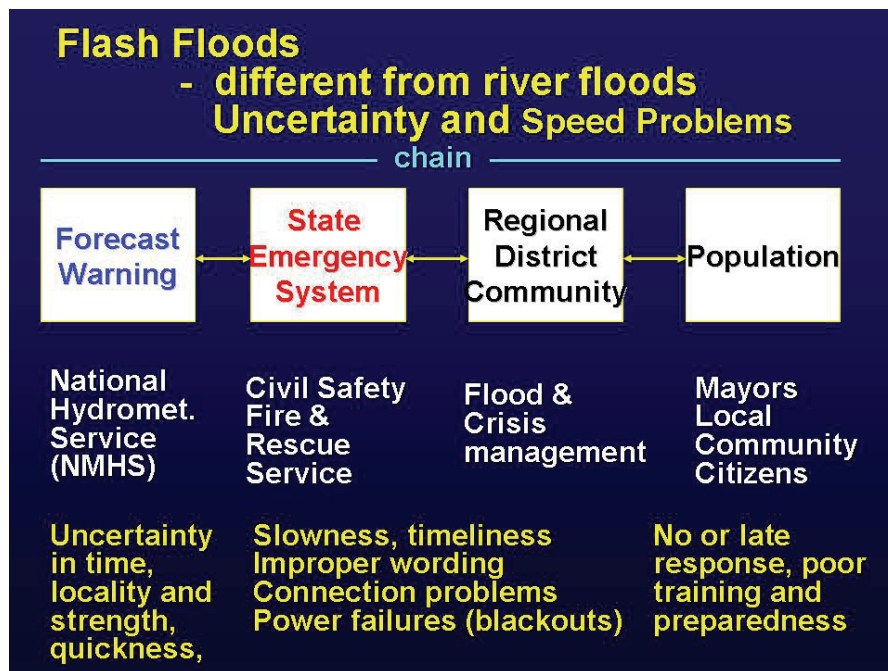 Flash Floods
- different from river floods
Uncertainty and Speed Problems
chain
Forecast
Warning
State
Emergency
System
Regional
District
Community
Population
National
Hydromet.
Service
(NMHS)
Civil Safety
Fire &
Rescue
Service
Flood &
Crisis
management
Mayors
Local
Community
Citizens
Uncertainty
in time,
locality and
strength,
quickness,
Slowness, timeliness
Improper wording
Connection problems
Power failures (blackouts)
No or late
response, poor
training and
preparedness